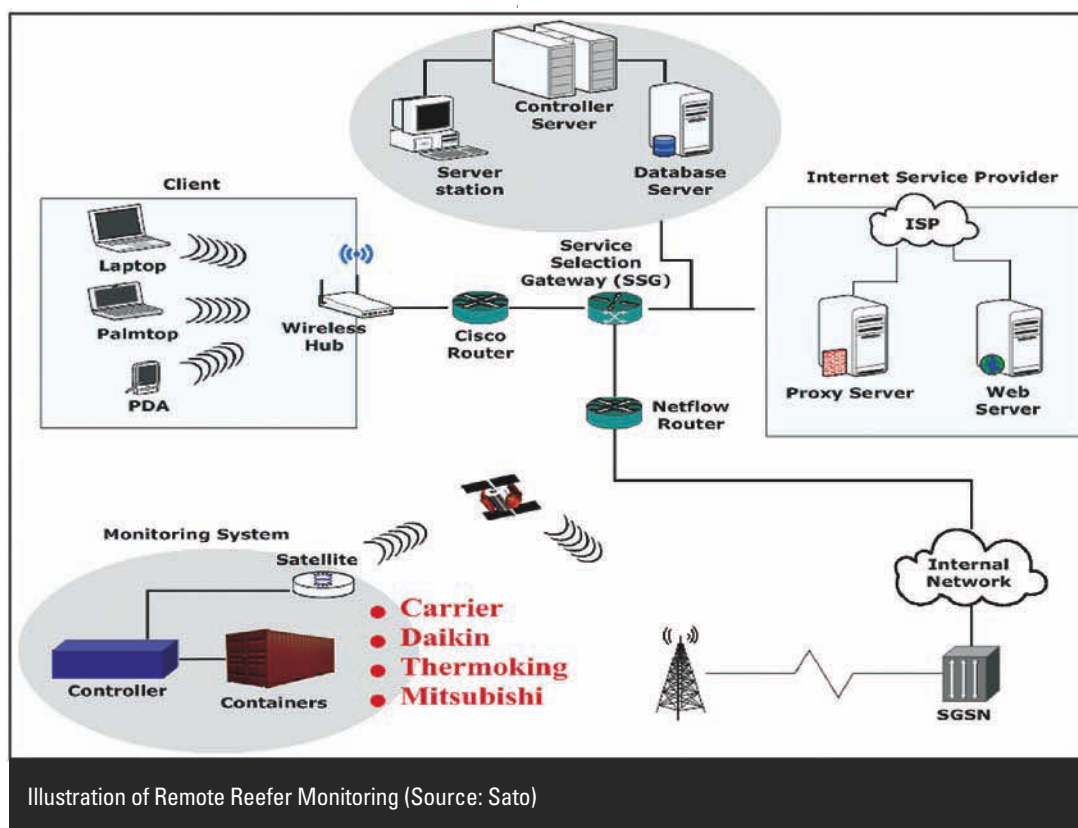 Controller
Server
Server
station
Database
Server
Client
Laptop
Palmtop
PDA
Wireless
Hub
Cisco
Router
Service
Selection
Gateway (SSG)
Internet Service Provider
ISP
Proxy Server
Web
Server
Netflow
Router
Monitoring System
Satellite
Controller
Containers
• Carrier
• Daikin
• Thermoking
• Mitsubishi
Internal
Network
SGSN
Illustration of Remote Reefer Monitoring (Source: Sato)